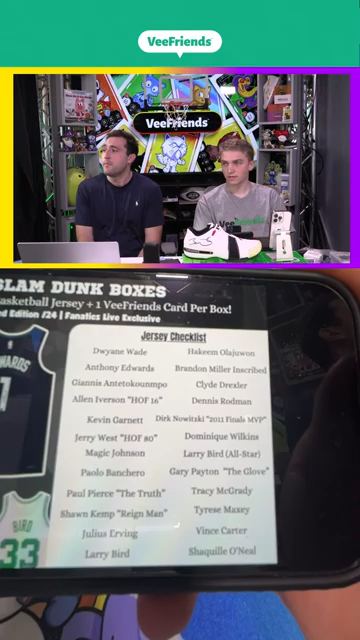 VeeFriends
VeeFriends
SLAM DUNK BOXES
Basketball Jersey + 1 VeeFriends Card Per Box!
Edition /24 | Fanatics Live Exclusive
Jersey Checklist
Dwyane Wade
Hakeem Olajuwon
Anthony Edwards
Brandon Miller Inscribed
Giannis Antetokounmpo
Clyde Drexler
Allen Iverson "HOF 16"
Dennis Rodman
Kevin Garnett
Dirk Nowitzki "2011 Finals MVP"
Jerry West "HOF 80"
Dominique Wilkins
Magic Johnson
Larry Bird (All-Star)
Paolo Banchero
Gary Payton "The Glove"
Paul Pierce "The Truth"
Tracy McGrady
Shawn Kemp "Reign Man"
Tyrese Maxey
Julius Erving
Vince Carter
Larry Bird
Shaquille O'Neal
BIRD
33